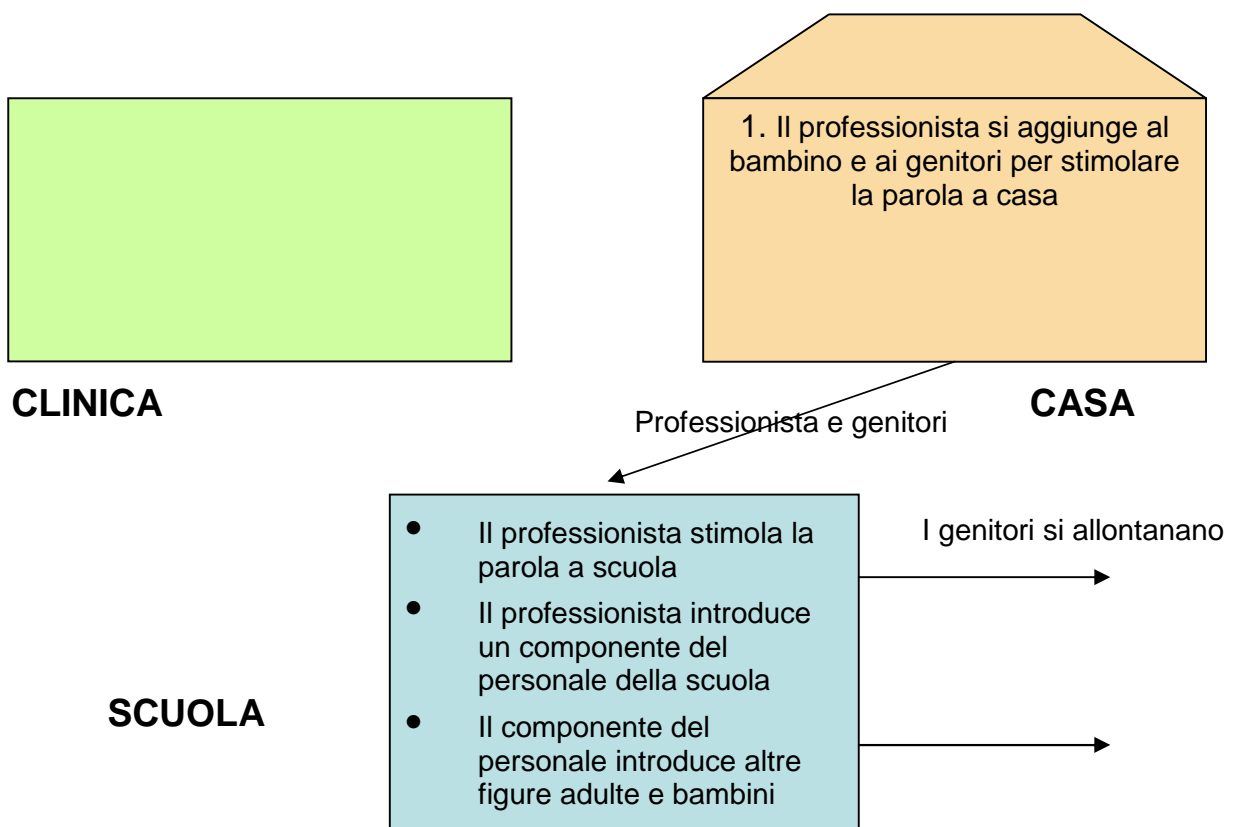 1. Il professionista si aggiunge al
bambino e ai genitori per stimolare
la parola a casa
CLINICA
CASA
Professionista e genitori
• Il professionista stimola la
parola a scuola
• Il professionista introduce
un componente del
personale della scuola
• Il componente del
personale introduce altre
figure adulte e bambini
I genitori si allontanano
SCUOLA